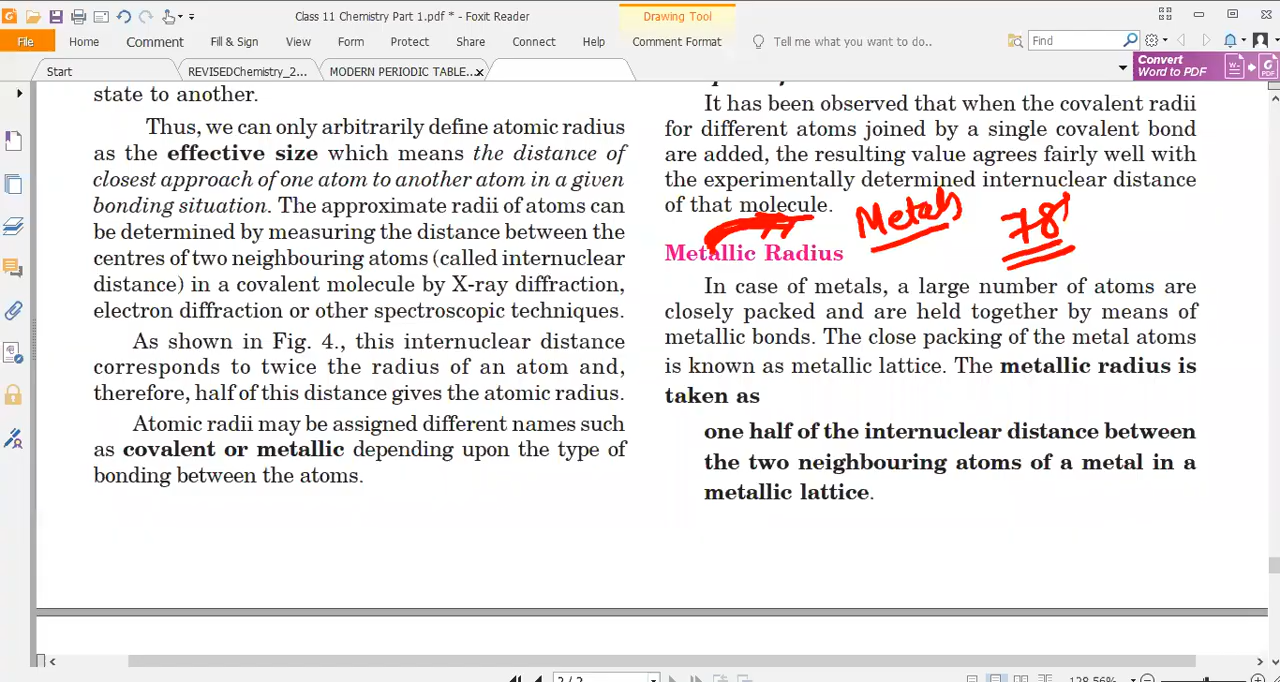 Class 11 Chemistry Part 1.pdf * - Foxit Reader
Drawing Tool
File Home Comment Fill & Sign View Form Protect Share Connect Help Comment Format Tell me what you want to do.. Find
Start REVISEDChemistry_2... MODERN PERIODIC TABLE... Convert Word to PDF
state to another.
Thus, we can only arbitrarily define atomic radius
as the effective size which means the distance of
closest approach of one atom to another atom in a given
bonding situation. The approximate radii of atoms can
be determined by measuring the distance between the
centres of two neighbouring atoms (called internuclear
distance) in a covalent molecule by X-ray diffraction,
electron diffraction or other spectroscopic techniques.
As shown in Fig. 4., this internuclear distance
corresponds to twice the radius of an atom and,
therefore, half of this distance gives the atomic radius.
Atomic radii may be assigned different names such
as covalent or metallic depending upon the type of
bonding between the atoms.
It has been observed that when the covalent radii
for different atoms joined by a single covalent bond
are added, the resulting value agrees fairly well with
the experimentally determined internuclear distance
of that molecule.
Metals
Metallic Radius
In case of metals, a large number of atoms are
closely packed and are held together by means of
metallic bonds. The close packing of the metal atoms
is known as metallic lattice. The metallic radius is
taken as
one half of the internuclear distance between
the two neighbouring atoms of a metal in a
metallic lattice.
2 / 2 128.56%